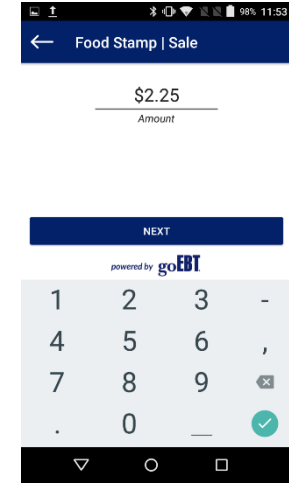 98% 11:53
Food Stamp | Sale
$2.25
Amount
NEXT
powered by goEBT
1 2 3 -
4 5 6 ,
7 8 9
. 0 _